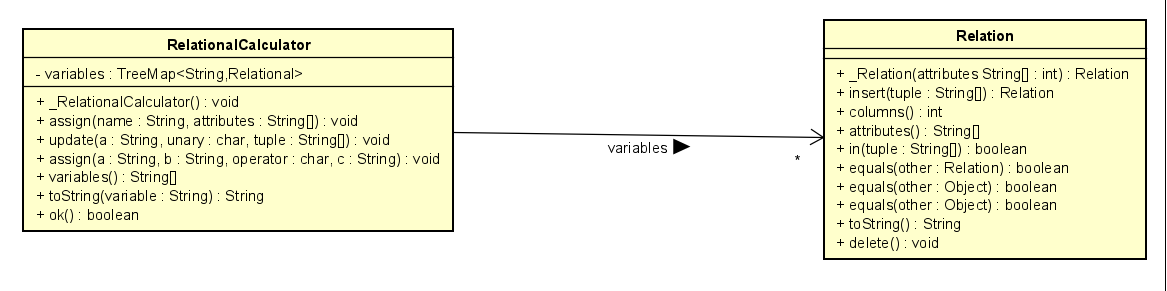 RelationalCalculator
- variables : TreeMap<String,Relational>
+ _RelationalCalculator() : void
+ assign(name : String, attributes : String[]) : void
+ update(a : String, unary : char, tuple : String[]) : void
+ assign(a : String, b : String, operator : char, c : String) : void
+ variables() : String[]
+ toString(variable : String) : String
+ ok() : boolean
variables ▶
*
Relation
+ _Relation(attributes String[] : int) : Relation
+ insert(tuple : String[]) : Relation
+ columns() : int
+ attributes() : String[]
+ in(tuple : String[]) : boolean
+ equals(other : Relation) : boolean
+ equals(other : Object) : boolean
+ equals(other : Object) : boolean
+ toString() : String
+ delete() : void